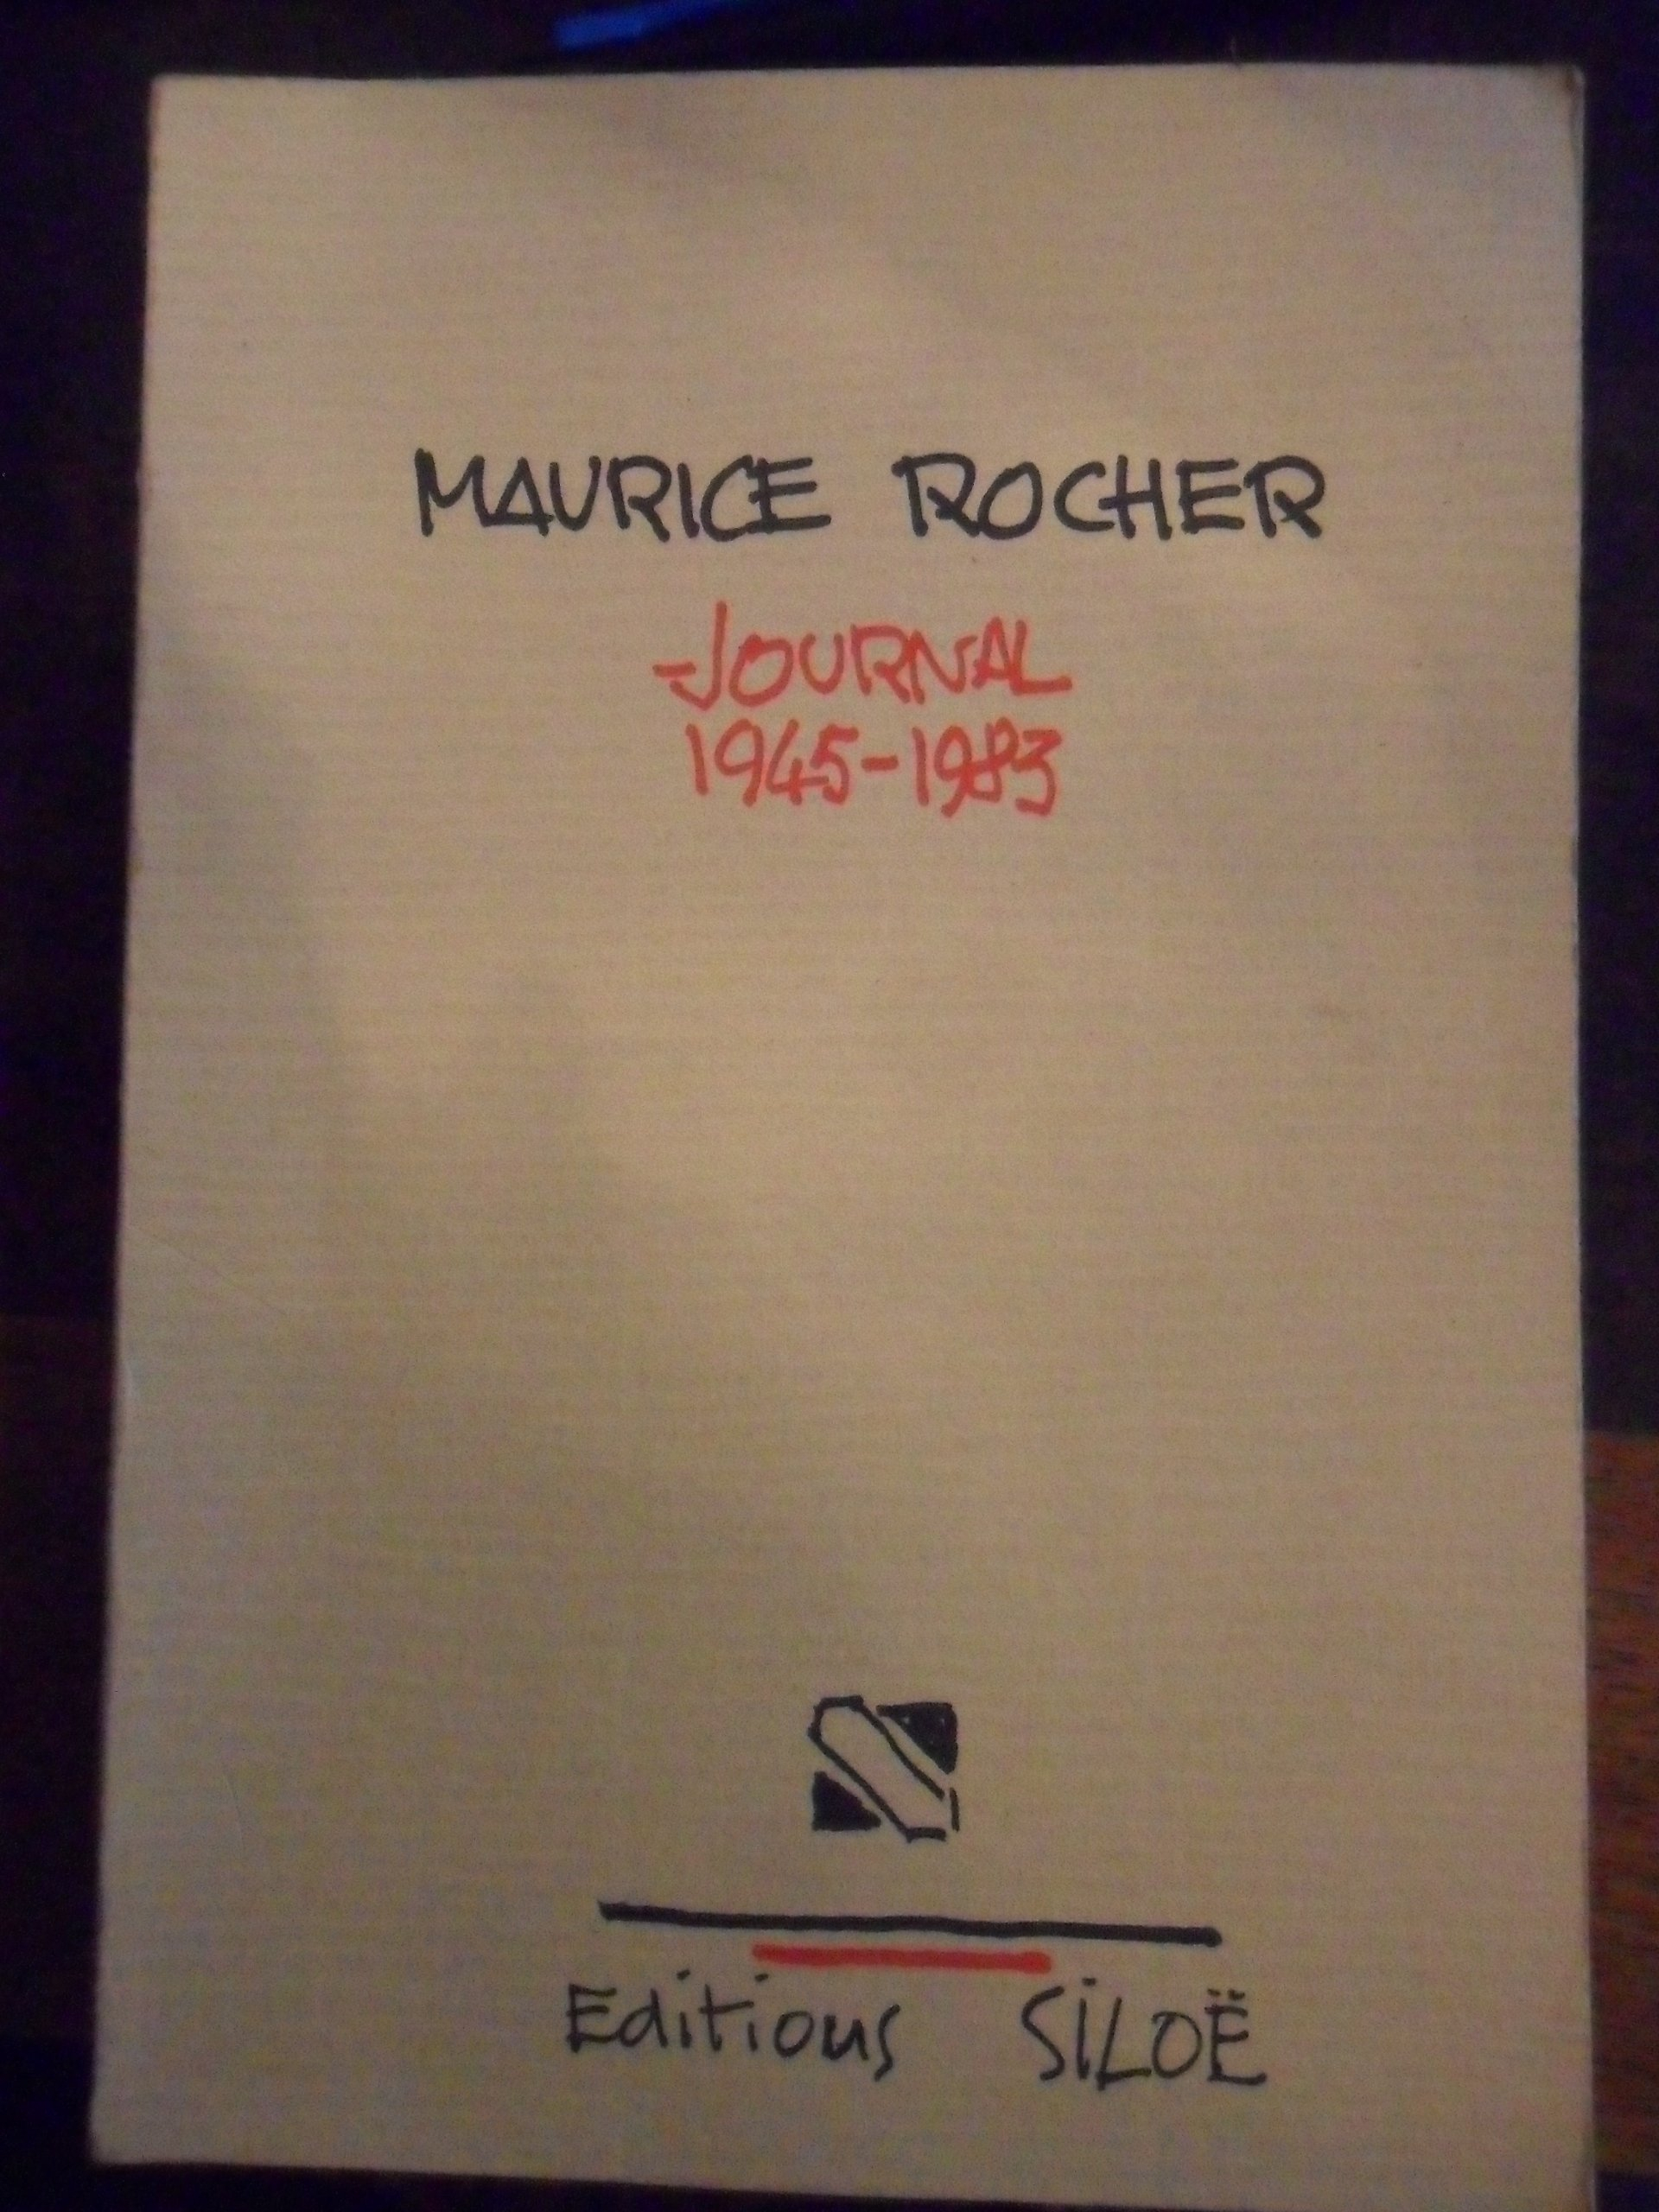 MAURICE ROCHER
JOURNAL
1945-1983
Editions SiLOË